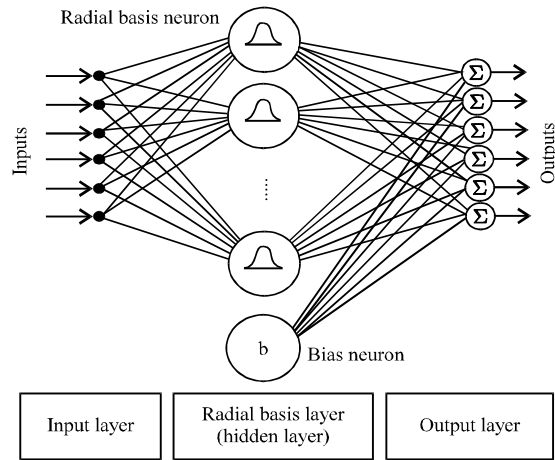 Radial basis neuron
Inputs
Σ
Σ
Σ
Σ
Σ
Σ
Outputs
b
Bias neuron
Input layer
Radial basis layer
(hidden layer)
Output layer